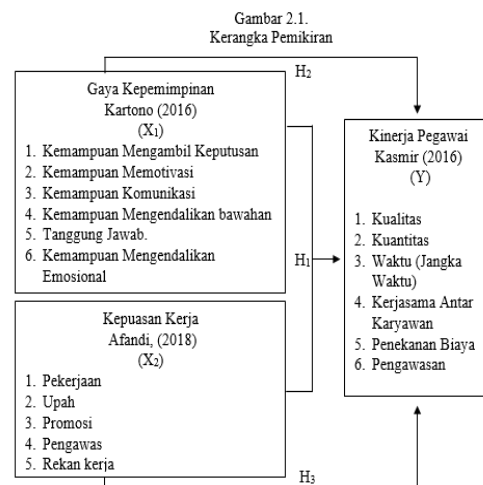 Gambar 2.1.
Kerangka Pemikiran
H₂
Gaya Kepemimpinan
Kartono (2016)
(X₁)
1. Kemampuan Mengambil Keputusan
2. Kemampuan Memotivasi
3. Kemampuan Komunikasi
4. Kemampuan Mengendalikan bawahan
5. Tanggung Jawab.
6. Kemampuan Mengendalikan
Emosional
H₁
Kinerja Pegawai
Kasmir (2016)
(Y)
1. Kualitas
2. Kuantitas
3. Waktu (Jangka
Waktu)
4. Kerjasama Antar
Karyawan
5. Penekanan Biaya
6. Pengawasan
Kepuasan Kerja
Afandi, (2018)
(X₂)
1. Pekerjaan
2. Upah
3. Promosi
4. Pengawas
5. Rekan kerja
H₃